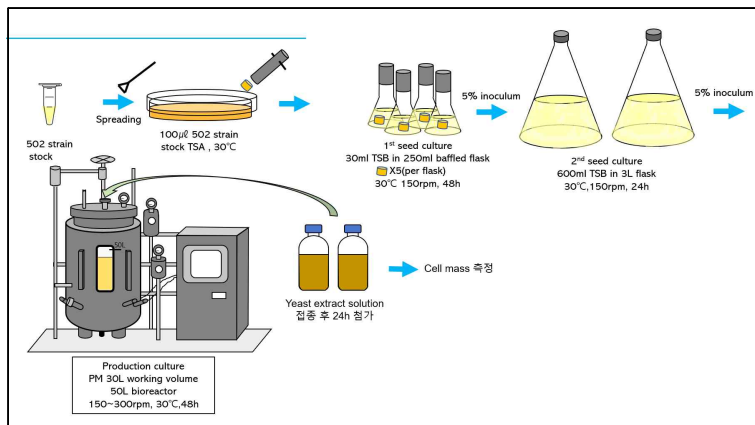 Spreading
502 strain
stock
100㎕ 502 strain
stock TSA , 30℃
1st seed culture
30ml TSB in 250ml baffled flask
X5(per flask)
30℃ 150rpm, 48h
5% inoculum
2nd seed culture
600ml TSB in 3L flask
30℃,150rpm, 24h
5% inoculum
50L
Production culture
PM 30L working volume
50L bioreactor
150~300rpm, 30℃,48h
Yeast extract solution
접종 후 24h 첨가
Cell mass 측정